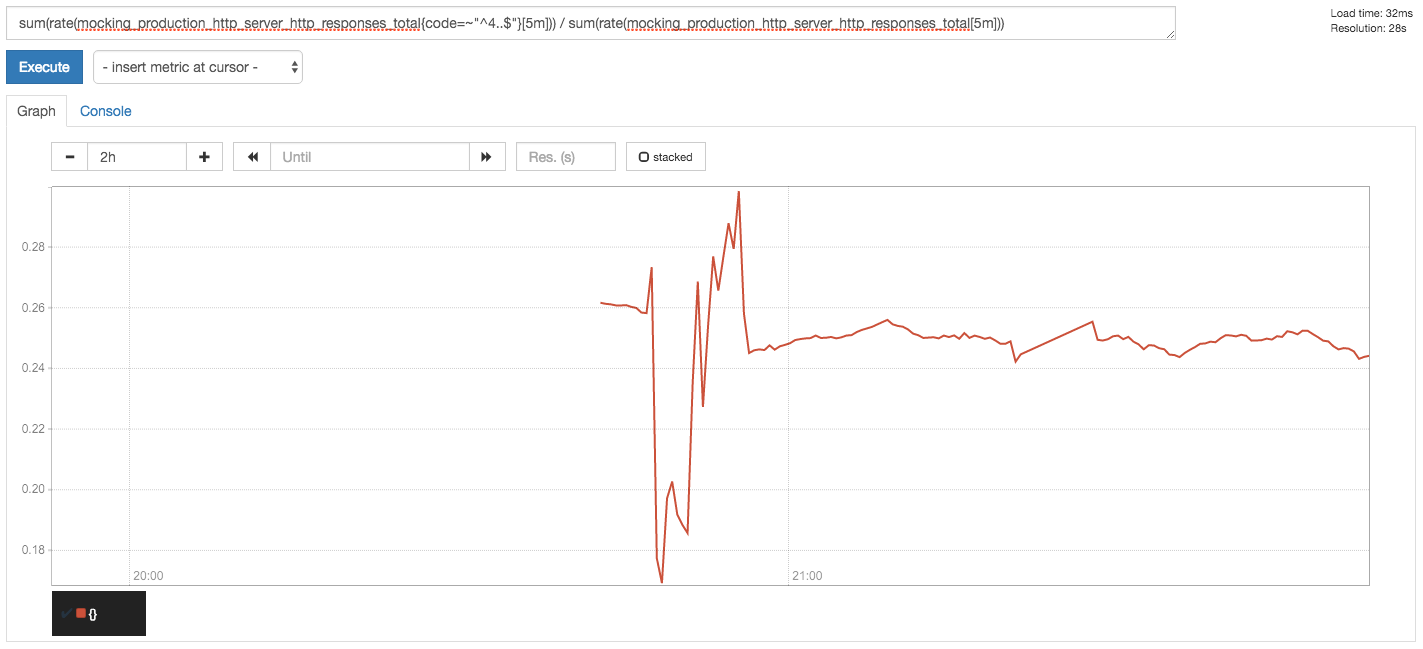 sum(rate(mocking_production_http_server_http_responses_total{code=~"^4..$"}[5m])) / sum(rate(mocking_production_http_server_http_responses_total[5m]))
Load time: 32ms
Resolution: 28s
Execute
- insert metric at cursor -
Graph Console
2h Until Res. (s) stacked
0.28
0.26
0.24
0.22
0.20
0.18
20:00 21:00
{}